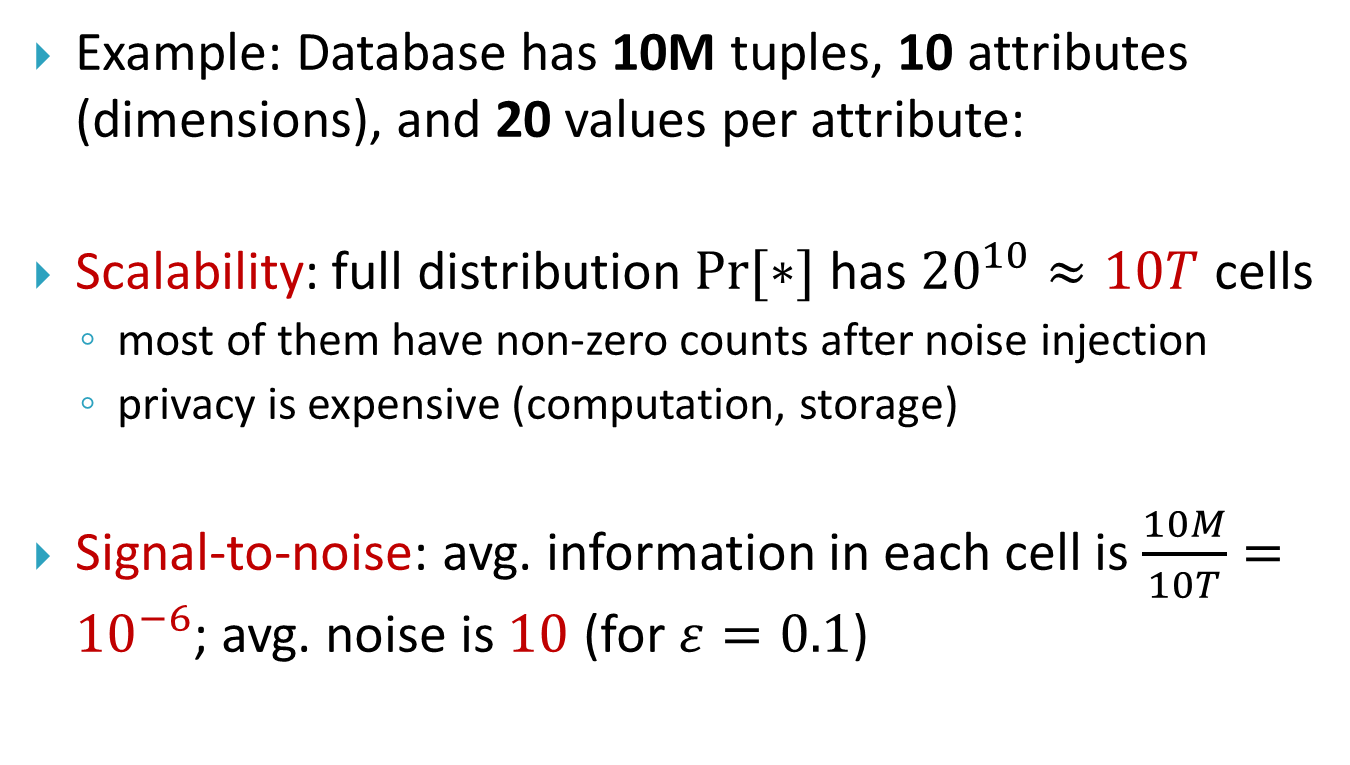 Example: Database has 10M tuples, 10 attributes
(dimensions), and 20 values per attribute:
Scalability: full distribution Pr[∗] has 20^10 ≈ 10T cells
most of them have non-zero counts after noise injection
privacy is expensive (computation, storage)
Signal-to-noise: avg. information in each cell is 10M/10T =
10^−6; avg. noise is 10 (for ε = 0.1)